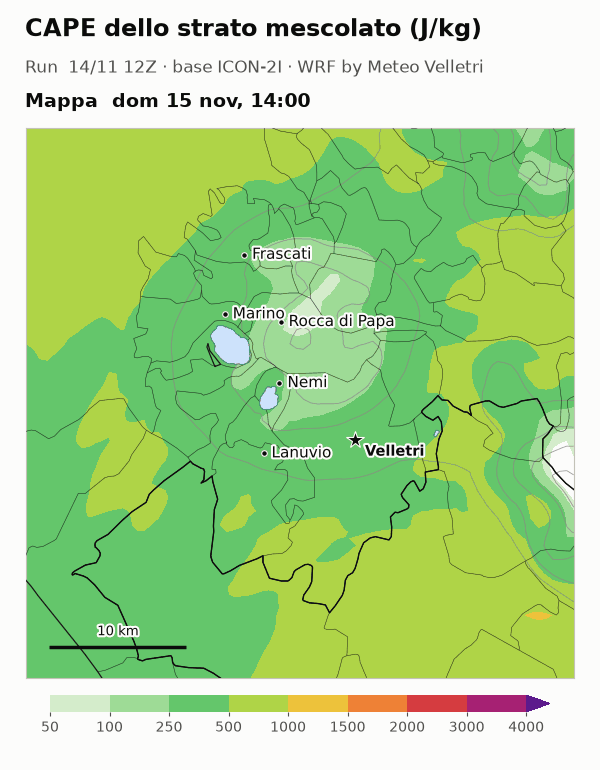 CAPE dello strato mescolato (J/kg)
Run  14/11 12Z · base ICON-2I · WRF by Meteo Velletri
Mappa  dom 15 nov, 14:00
Frascati
Marino
Rocca di Papa
Nemi
Velletri
Lanuvio
10 km
50 100 250 500 1000 1500 2000 3000 4000